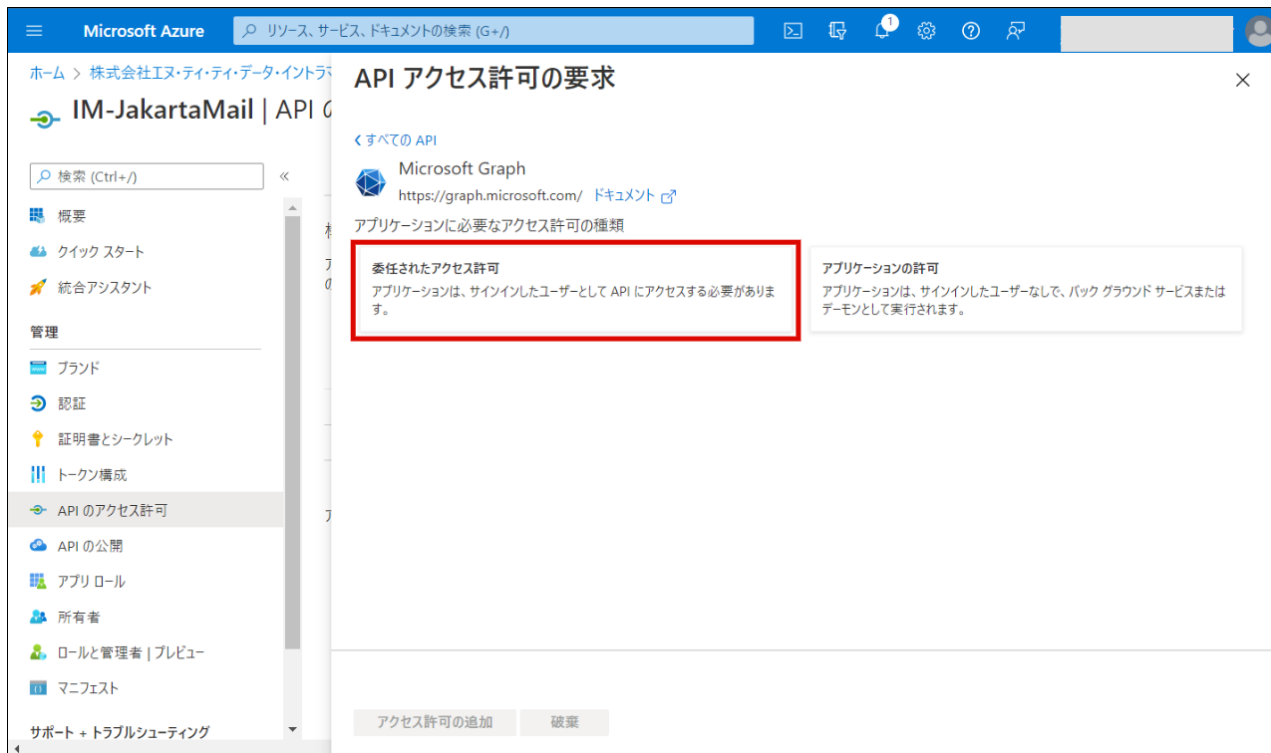 Microsoft Azure
リソース、サービス、ドキュメントの検索 (G+/)
1
ホーム > 株式会社エヌ・ティ・ティ・データ・イントラマ
IM-JakartaMail | API の
検索 (Ctrl+/)
«
概要
クイック スタート
統合アシスタント
管理
ブランド
認証
証明書とシークレット
トークン構成
API のアクセス許可
API の公開
アプリ ロール
所有者
ロールと管理者 | プレビュー
マニフェスト
サポート + トラブルシューティング
API アクセス許可の要求
すべての API
Microsoft Graph
https://graph.microsoft.com/ ドキュメント
アプリケーションに必要なアクセス許可の種類
委任されたアクセス許可
アプリケーションは、サインインしたユーザーとして API にアクセスする必要がありま
す。
アプリケーションの許可
アプリケーションは、サインインしたユーザーなしで、バック グラウンド サービスまたは
デーモンとして実行されます。
アクセス許可の追加
破棄